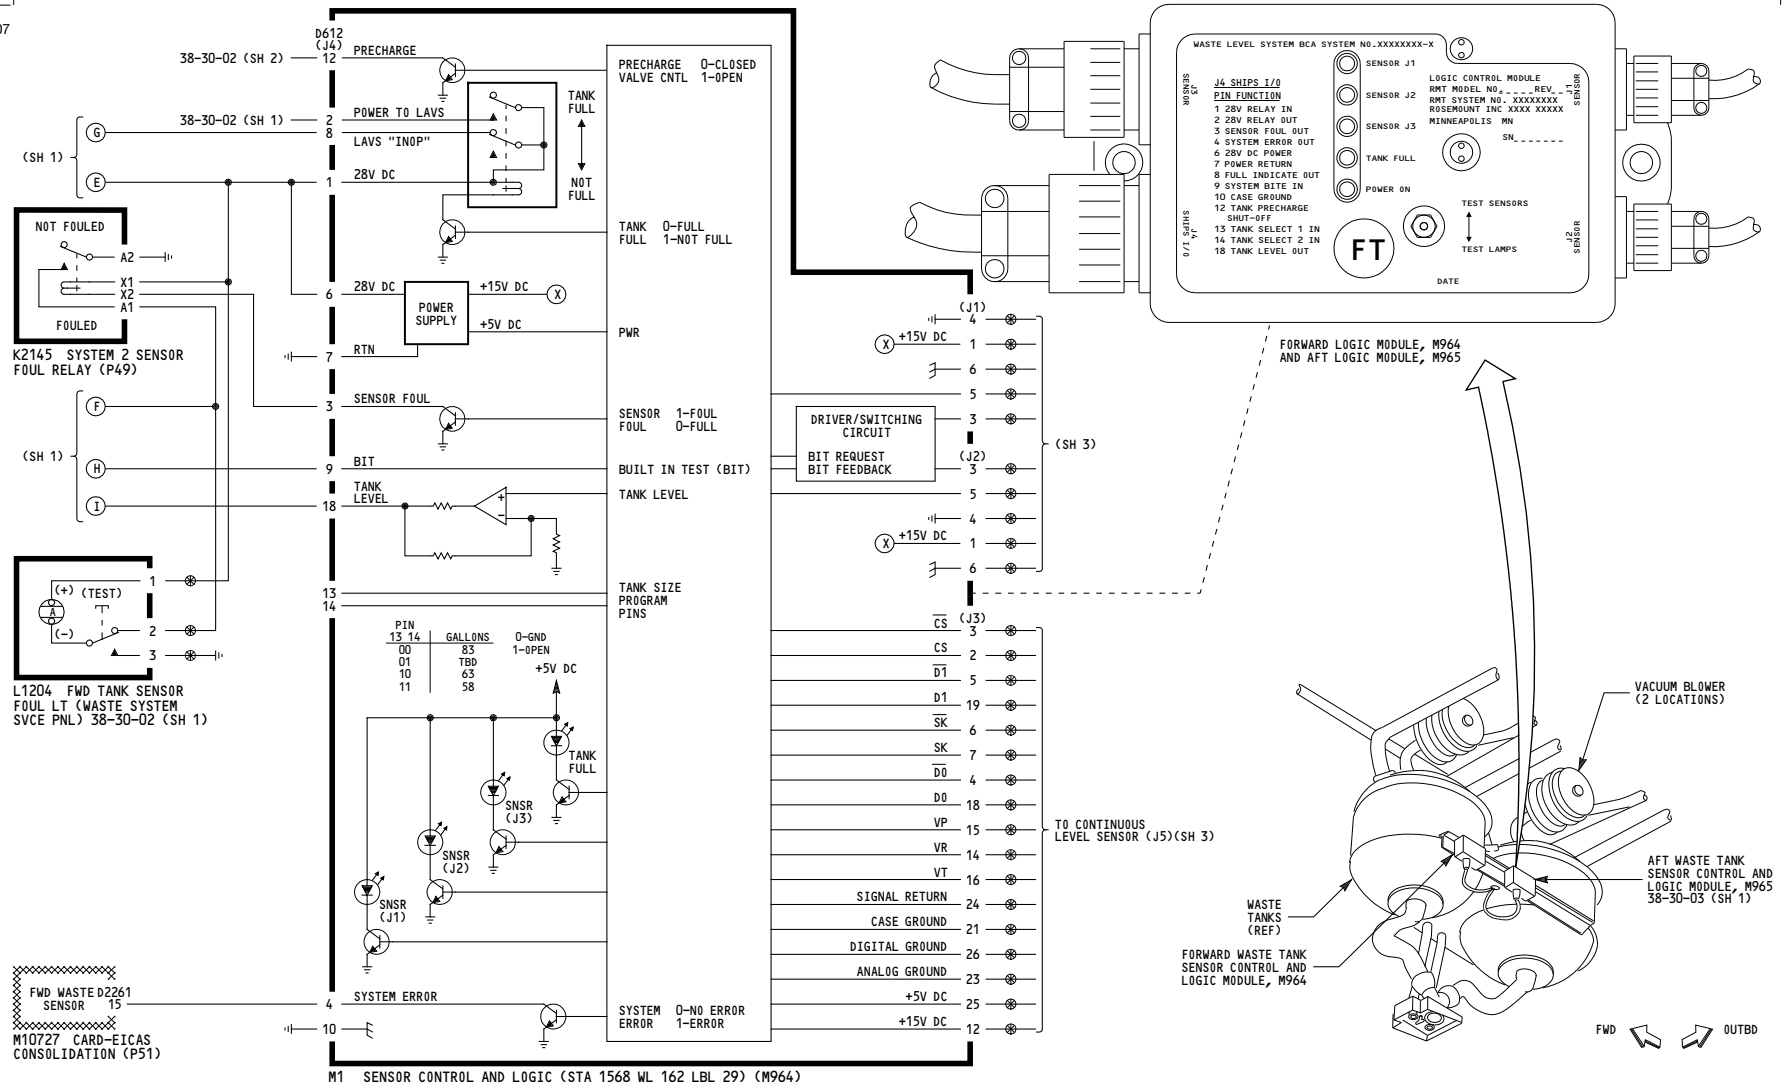 07
D612
(J4)
38-30-02 (SH 2) 12 PRECHARGE
PRECHARGE 0-CLOSED
VALVE CNTL 1-OPEN
38-30-02 (SH 1) 2 POWER TO LAVS
TANK
FULL
G 8 LAVS "INOP"
(SH 1)
NOT
FULL
E 1 28V DC
TANK 0-FULL
FULL 1-NOT FULL
NOT FOULED
A2
X1
X2
A1
FOULED
K2145 SYSTEM 2 SENSOR
FOUL RELAY (P49)
6 28V DC
POWER
SUPPLY
+15V DC X
+5V DC
PWR
7 RTN
F
3 SENSOR FOUL
SENSOR 1-FOUL
FOUL 0-FULL
(SH 1)
H 9 BIT
BUILT IN TEST (BIT)
TANK
LEVEL
I 18
TANK LEVEL
+
-
DRIVER/SWITCHING
CIRCUIT
BIT REQUEST
BIT FEEDBACK
(J1)
4
X +15V DC 1
6
5
3
(J2)
3
5
4
X +15V DC 1
6
(SH 3)
1
(+) (TEST)
A
(-)
2
3
L1204 FWD TANK SENSOR
FOUL LT (WASTE SYSTEM
SVCE PNL) 38-30-02 (SH 1)
13
14
TANK SIZE
PROGRAM
PINS
PIN
13 14 GALLONS 0-GND
00 83 1-OPEN
01 TBD
10 63
11 58
+5V DC
TANK
FULL
SNSR
(J3)
SNSR
(J2)
SNSR
(J1)
(J3)
CS 3
CS 2
D1 5
D1 19
SK 6
SK 7
D0 4
D0 18
VP 15
VR 14
VT 16
SIGNAL RETURN 24
CASE GROUND 21
DIGITAL GROUND 26
ANALOG GROUND 23
+5V DC 25
+15V DC 12
TO CONTINUOUS
LEVEL SENSOR (J5)(SH 3)
FWD WASTE D2261
SENSOR 15
M10727 CARD-EICAS
CONSOLIDATION (P51)
4 SYSTEM ERROR
10
SYSTEM 0-NO ERROR
ERROR 1-ERROR
M1 SENSOR CONTROL AND LOGIC (STA 1568 WL 162 LBL 29) (M964)
WASTE LEVEL SYSTEM BCA SYSTEM NO.XXXXXXXX-X
J3
SENSOR
J4
SHIPS I/O
J4 SHIPS I/O
PIN FUNCTION
1 28V RELAY IN
2 28V RELAY OUT
3 SENSOR FOUL OUT
4 SYSTEM ERROR OUT
6 28V DC POWER
7 POWER RETURN
8 FULL INDICATE OUT
9 SYSTEM BITE IN
10 CASE GROUND
12 TANK PRECHARGE
SHUT-OFF
13 TANK SELECT 1 IN
14 TANK SELECT 2 IN
18 TANK LEVEL OUT
SENSOR J1
SENSOR J2
SENSOR J3
TANK FULL
POWER ON
LOGIC CONTROL MODULE
RMT MODEL NO._____REV__
RMT SYSTEM NO. XXXXXXXX
ROSEMOUNT INC XXXX XXXXX
MINNEAPOLIS MN
SN_______
J1
SENSOR
J2
SENSOR
TEST SENSORS
TEST LAMPS
FT
DATE
FORWARD LOGIC MODULE, M964
AND AFT LOGIC MODULE, M965
VACUUM BLOWER
(2 LOCATIONS)
AFT WASTE TANK
SENSOR CONTROL AND
LOGIC MODULE, M965
38-30-03 (SH 1)
WASTE
TANKS
(REF)
FORWARD WASTE TANK
SENSOR CONTROL AND
LOGIC MODULE, M964
FWD OUTBD